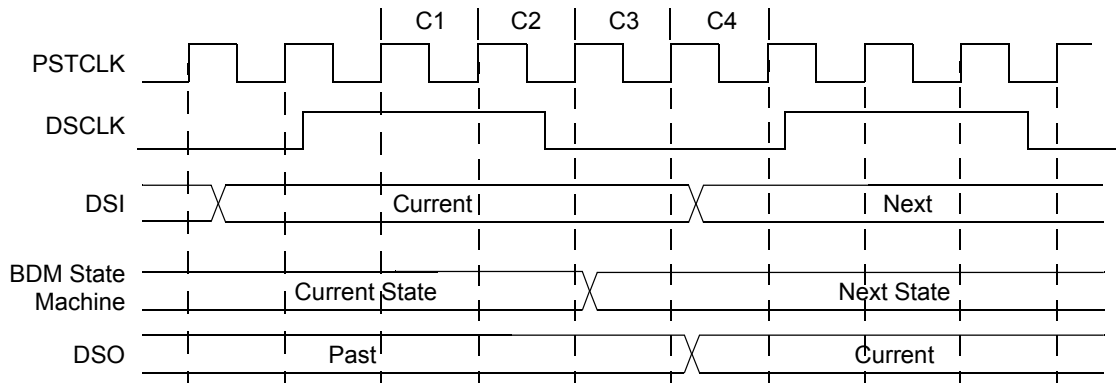 C1 C2 C3 C4
PSTCLK
DSCLK
DSI Current Next
BDM State
Machine Current State Next State
DSO Past Current